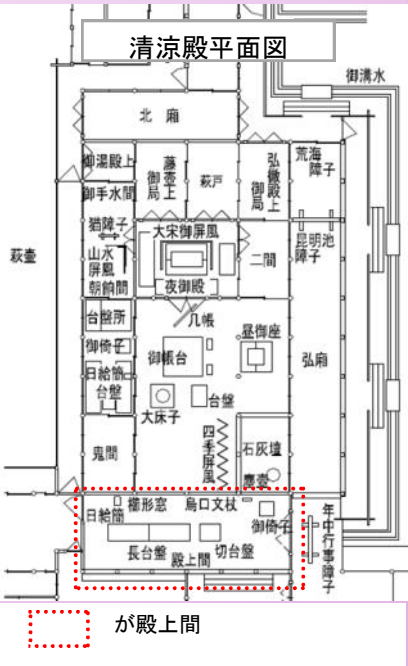 清涼殿平面図
御溝水
北廂
御湯殿上
藤壺上
御局
萩戸
弘徽殿上
御局
荒海
障子
御手水間
猫障子
大宋御屏風
二間
昆明池
障子
萩壷
山水
屏風
朝餉間
夜御殿
几帳
台盤所
昼御座
御椅子
御帳台
弘廂
日給簡
台盤
大床子
台盤
四季屏風
石灰壇
鬼間
塵壺
日給簡
櫛形窓
鳥口文杖
御椅子
年中行事障子
長台盤
殿上間
切台盤
が殿上間